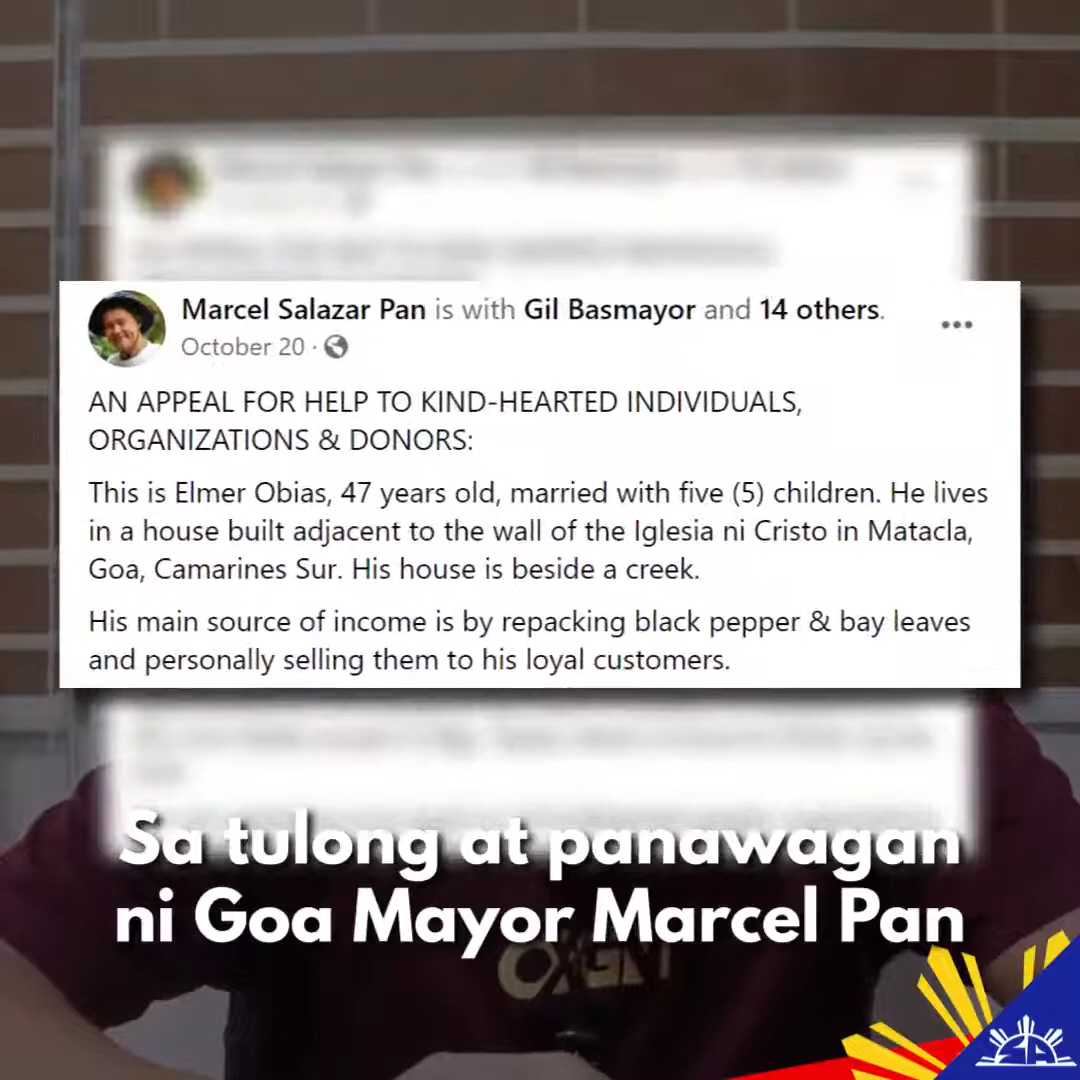 Marcel Salazar Pan is with Gil Basmayor and 14 others.
October 20 ·
AN APPEAL FOR HELP TO KIND-HEARTED INDIVIDUALS,
ORGANIZATIONS & DONORS:
This is Elmer Obias, 47 years old, married with five (5) children. He lives
in a house built adjacent to the wall of the Iglesia ni Cristo in Matacla,
Goa, Camarines Sur. His house is beside a creek.
His main source of income is by repacking black pepper & bay leaves
and personally selling them to his loyal customers.
Sa tulong at panawagan
ni Goa Mayor Marcel Pan